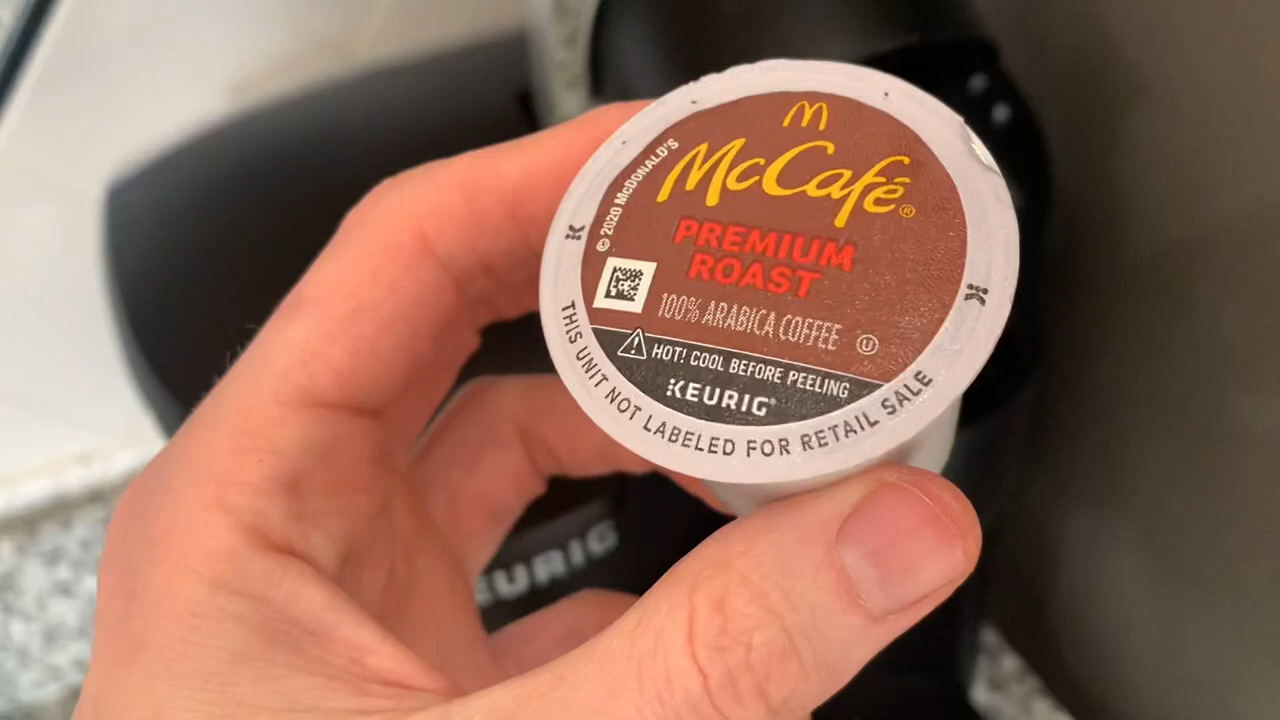 McCafé®
PREMIUM
ROAST
100% ARABICA COFFEE
U
© 2020 McDONALD'S
HOT! COOL BEFORE PEELING
KEURIG®
THIS UNIT NOT LABELED FOR RETAIL SALE
EURIG